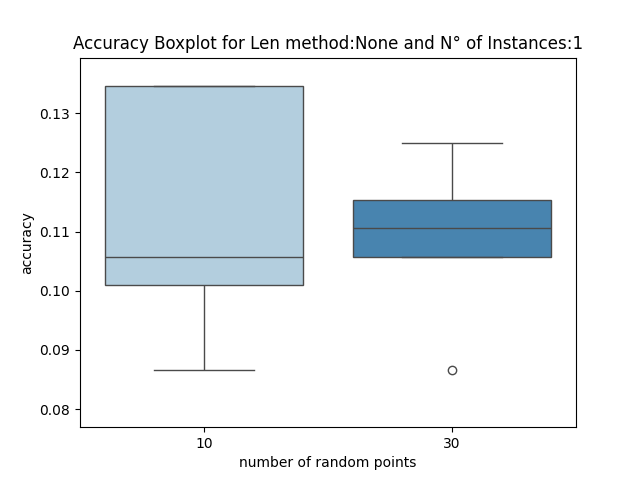 Accuracy Boxplot for Len method:None and N° of Instances:1
0.13
0.12
0.11
0.10
0.09
0.08
accuracy
10
30
number of random points